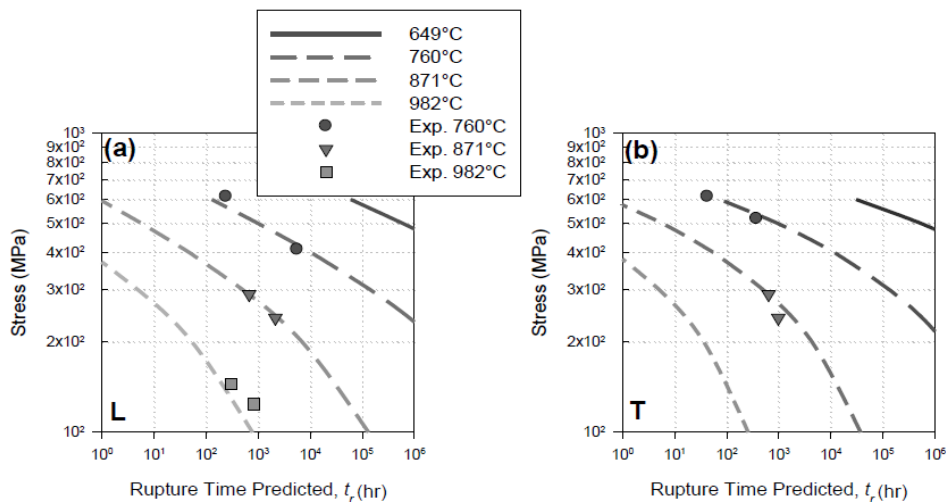 649°C
760°C
871°C
982°C
Exp. 760°C
Exp. 871°C
Exp. 982°C
(a)
10³
9x10²
8x10²
7x10²
6x10²
4x10²
3x10²
2x10²
10²
Stress (MPa)
L
10⁰ 10¹ 10² 10³ 10⁴ 10⁵ 10⁶
Rupture Time Predicted, tᵣ (hr)
(b)
10³
9x10²
8x10²
7x10²
6x10²
4x10²
3x10²
2x10²
10²
Stress (MPa)
T
10⁰ 10¹ 10² 10³ 10⁴ 10⁵ 10⁶
Rupture Time Predicted, tᵣ (hr)